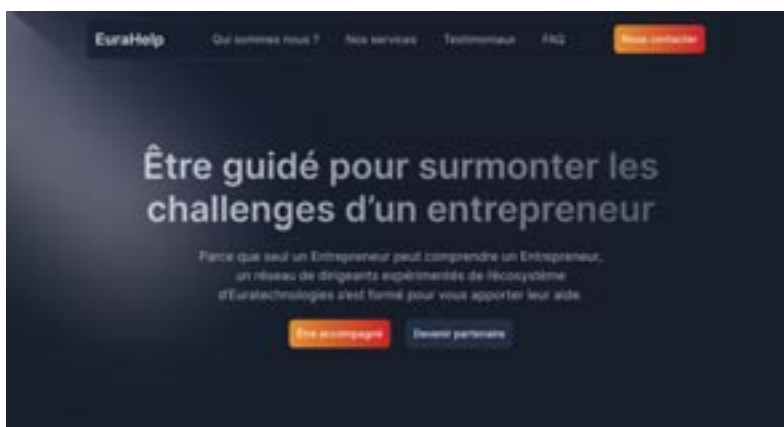 EuraHelp
Qui sommes nous ?
Nos services
Testimoniaux
FAQ
Nous contacter
Être guidé pour surmonter les
challenges d’un entrepreneur
Parce que seul un Entrepreneur peut comprendre un Entrepreneur,
un réseau de dirigeants expérimentés de l’écosystème
d’Euratechnologies s’est formé pour vous apporter leur aide.
Être accompagné
Devenir partenaire